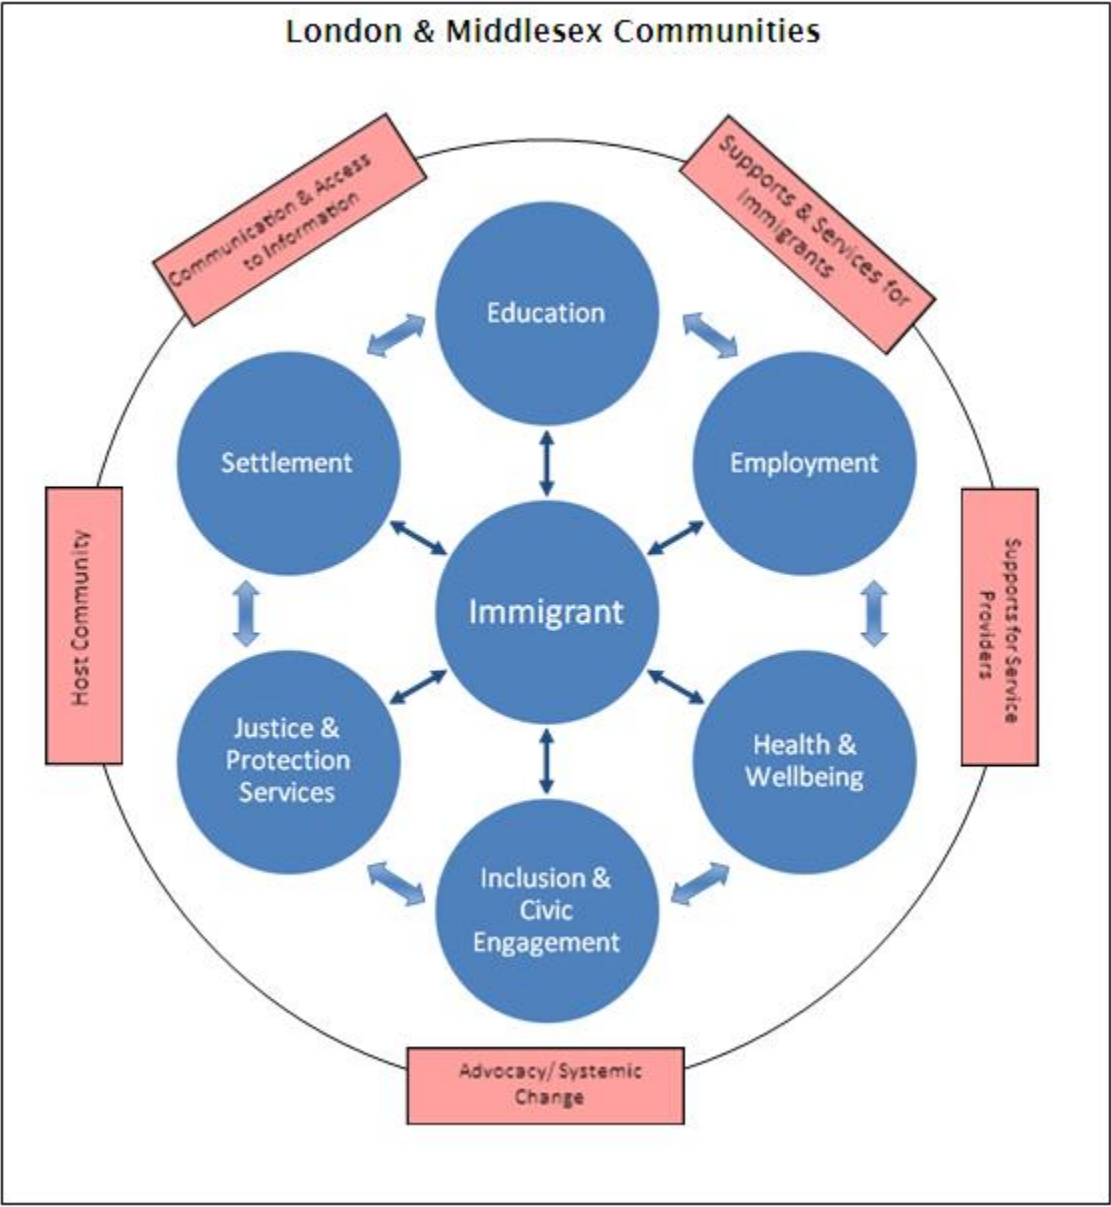 London & Middlesex Communities
Communication & Access
to Information
Supports & Services for
Immigrants
Education
Settlement
Employment
Host Community
Immigrant
Supports for Service
Providers
Justice &
Protection
Services
Health &
Wellbeing
Inclusion &
Civic
Engagement
Advocacy/ Systemic
Change